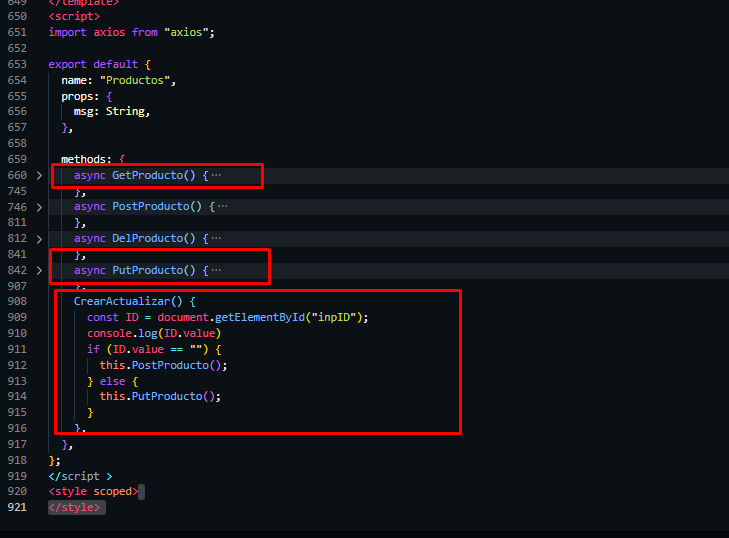 649 </template>
650 <script>
651 import axios from "axios";
652
653 export default {
654 name: "Productos",
655 props: {
656 msg: String,
657 },
658
659 methods: {
660 > async GetProducto() {···
745 },
746 > async PostProducto() {···
811 },
812 > async DelProducto() {···
841 },
842 > async PutProducto() {···
907 },
908 CrearActualizar() {
909 const ID = document.getElementById("inpID");
910 console.log(ID.value)
911 if (ID.value == "") {
912 this.PostProducto();
913 } else {
914 this.PutProducto();
915 }
916 },
917 },
918 };
919 </script >
920 <style scoped>
921 </style>